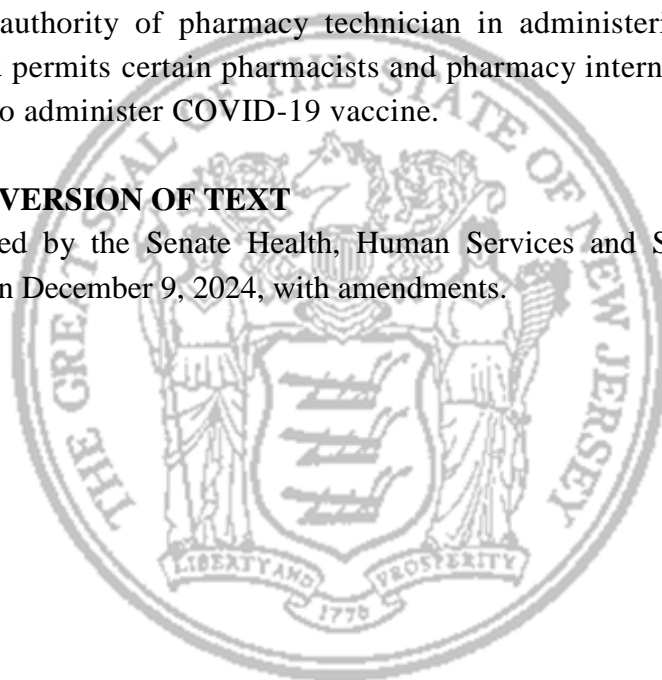 authority of pharmacy technician in administeri
permits certain pharmacists and pharmacy intern
o administer COVID-19 vaccine.
VERSION OF TEXT
ed by the Senate Health, Human Services and S
n December 9, 2024, with amendments.
THE GREAT SEAL OF THE STATE OF NEW JERSEY
LIBERTY AND PROSPERITY
1776